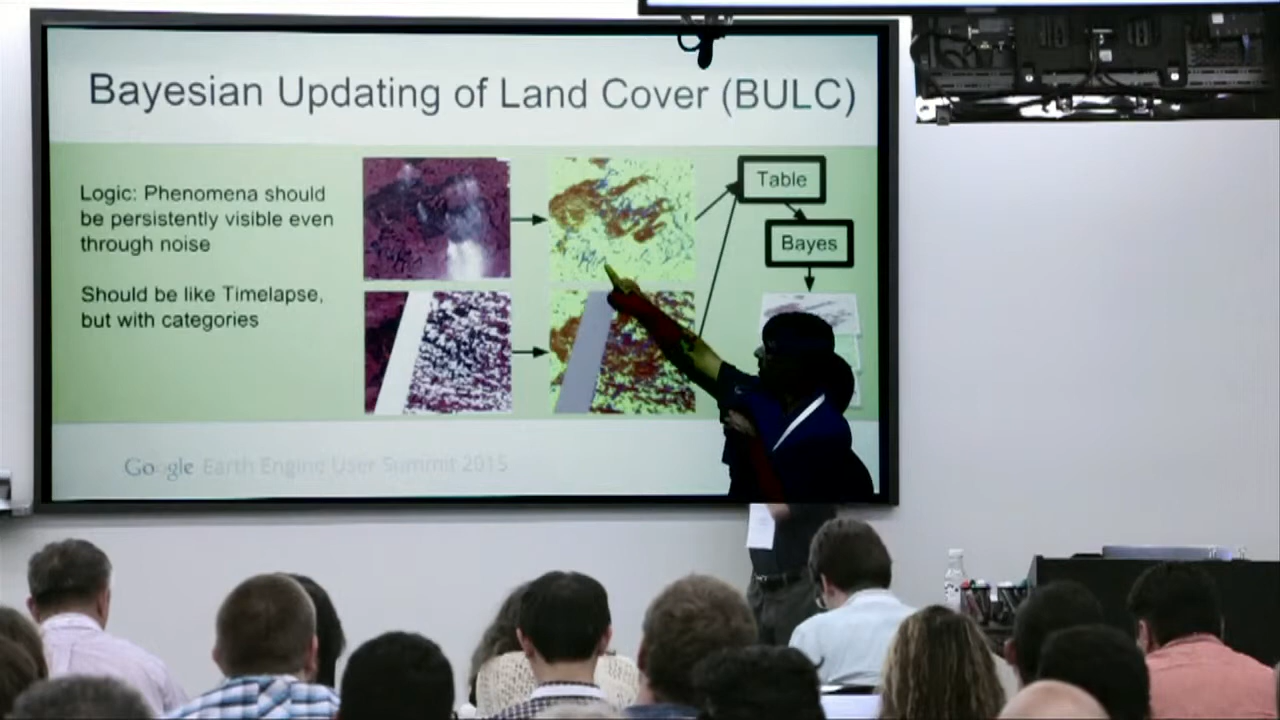 Bayesian Updating of Land Cover (BULC)
Logic: Phenomena should
be persistently visible even
through noise
Should be like Timelapse,
but with categories
Table
Bayes
Google Earth Engine User Summit 2015